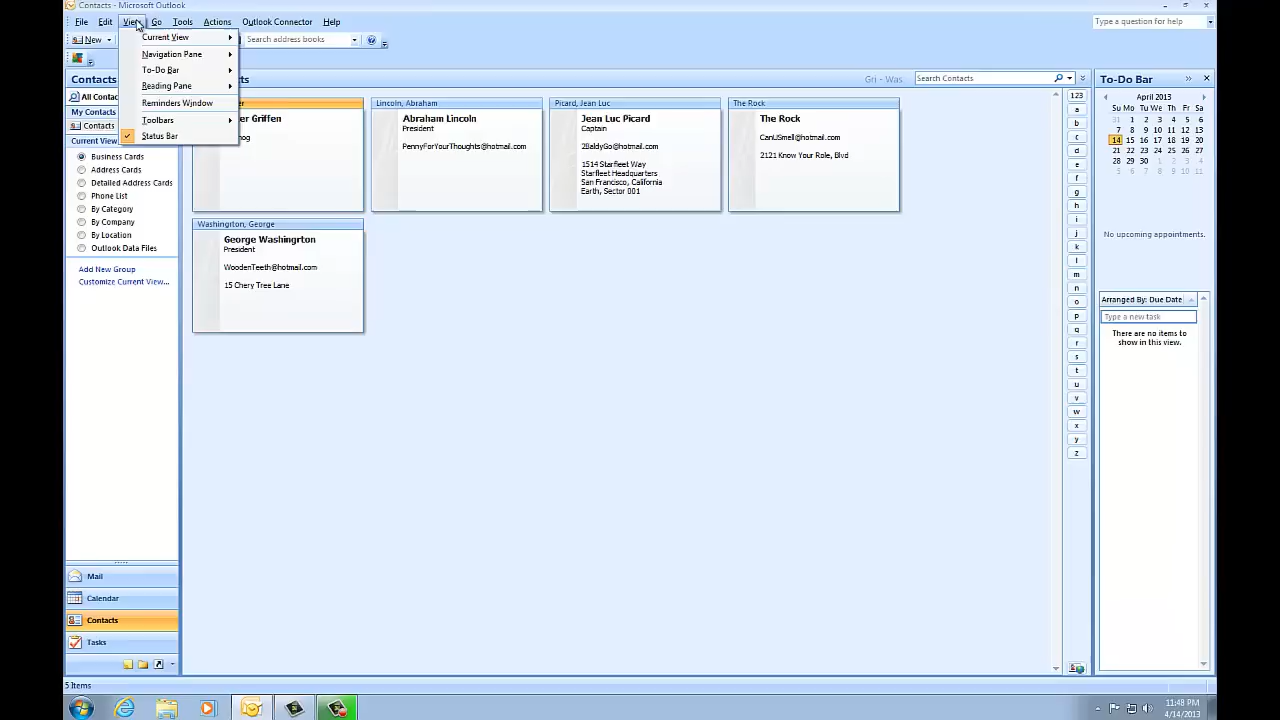 Contacts - Microsoft Outlook
File Edit View Go Tools Actions Outlook Connector Help
Type a question for help
New
Search address books
Current View
Navigation Pane
To-Do Bar
Reading Pane
Reminders Window
Toolbars
Status Bar
Contacts
All Contac
My Contacts
Contacts
Current View
Business Cards
Address Cards
Detailed Address Cards
Phone List
By Category
By Company
By Location
Outlook Data Files
Add New Group
Customize Current View...
Mail
Calendar
Contacts
Tasks
Gri - Was
Search Contacts
er Griffen
Lincoln, Abraham
Abraham Lincoln
President
PennyForYourThoughts@hotmail.com
Picard, Jean Luc
Jean Luc Picard
Captain
2BaldyGo@hotmail.com
1514 Starfleet Way
Starfleet Headquarters
San Francisco, California
Earth, Sector 001
The Rock
The Rock
CanUSmell@hotmail.com
2121 Know Your Role, Blvd
Washingrton, George
George Washingrton
President
WoodenTeeth@hotmail.com
15 Chery Tree Lane
123
a
b
c
d
e
f
g
h
i
j
k
l
m
n
o
p
q
r
s
t
u
v
w
x
y
z
To-Do Bar
April 2013
Su Mo Tu We Th Fr Sa
31 1 2 3 4 5 6
7 8 9 10 11 12 13
14 15 16 17 18 19 20
21 22 23 24 25 26 27
28 29 30 1 2 3 4
5 6 7 8 9 10 11
No upcoming appointments.
Arranged By: Due Date
Type a new task
There are no items to
show in this view.
5 Items
11:48 PM
4/14/2013